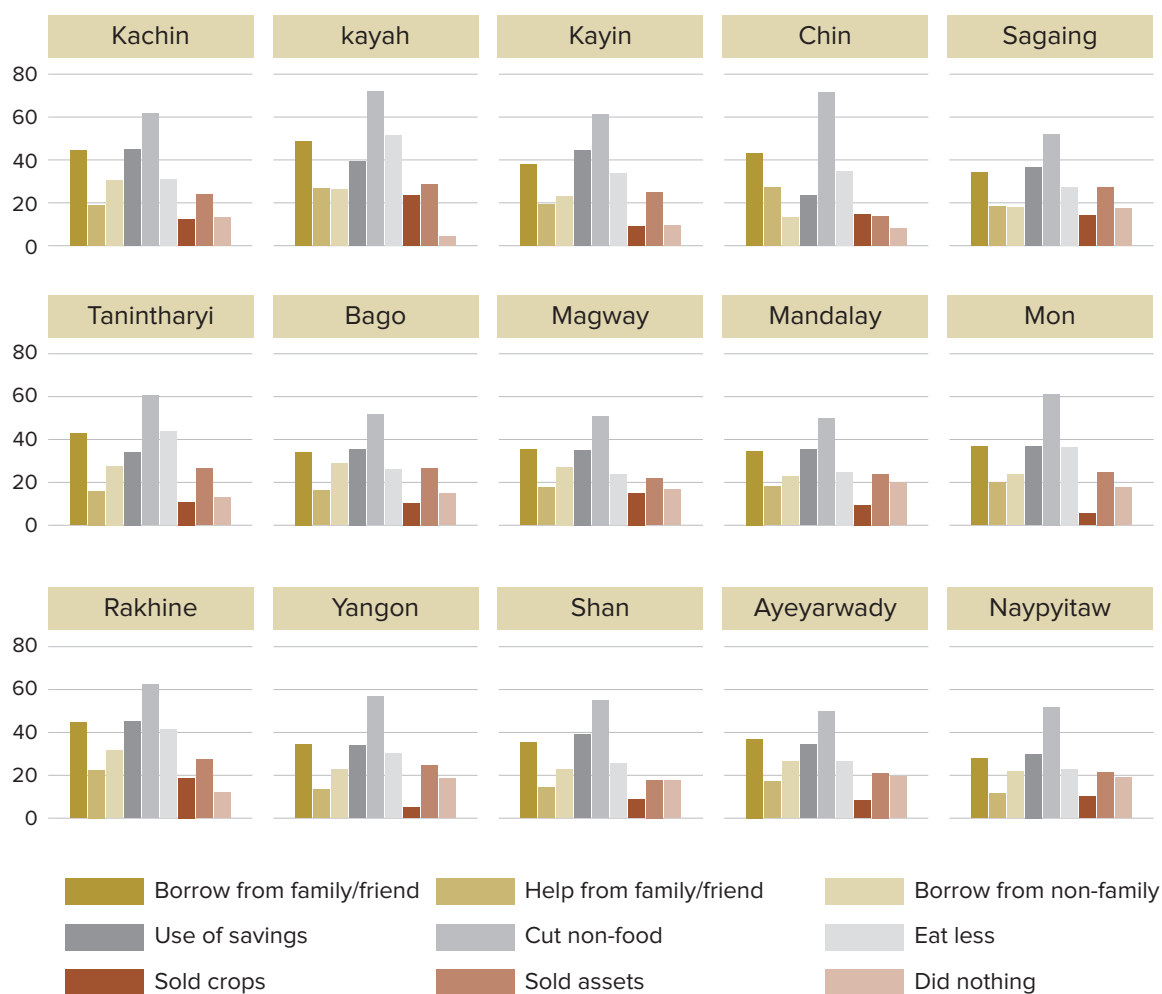 Kachin kayah Kayin Chin Sagaing
80
60
40
20
0
Tanintharyi Bago Magway Mandalay Mon
80
60
40
20
0
Rakhine Yangon Shan Ayeyarwady Naypyitaw
80
60
40
20
0
Borrow from family/friend Help from family/friend Borrow from non-family
Use of savings Cut non-food Eat less
Sold crops Sold assets Did nothing